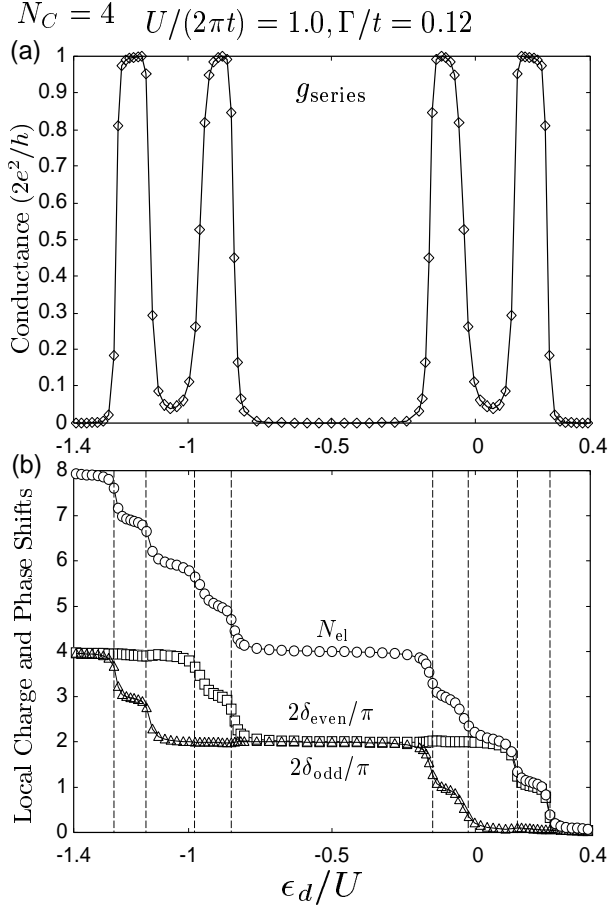 N_C = 4 U/(2πt) = 1.0, Γ/t = 0.12
(a)
g_series
Conductance (2e²/h)
1
0.9
0.8
0.7
0.6
0.5
0.4
0.3
0.2
0.1
0
-1.4 -1 -0.5 0 0.4
(b)
Local Charge and Phase Shifts
8
7
6
5
4
3
2
1
0
N_el
2δ_even/π
2δ_odd/π
-1.4 -1 -0.5 0 0.4
ϵ_d/U